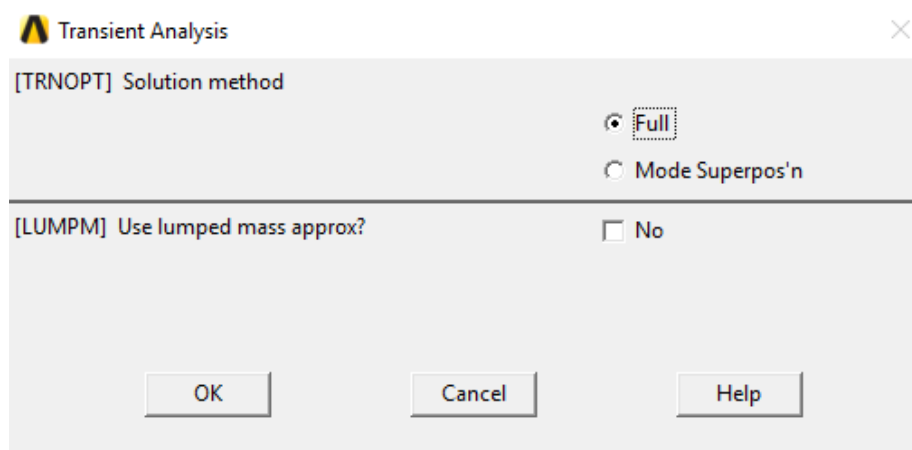 Transient Analysis
[TRNOPT] Solution method
Full
Mode Superpos'n
[LUMPM] Use lumped mass approx?
No
OK
Cancel
Help